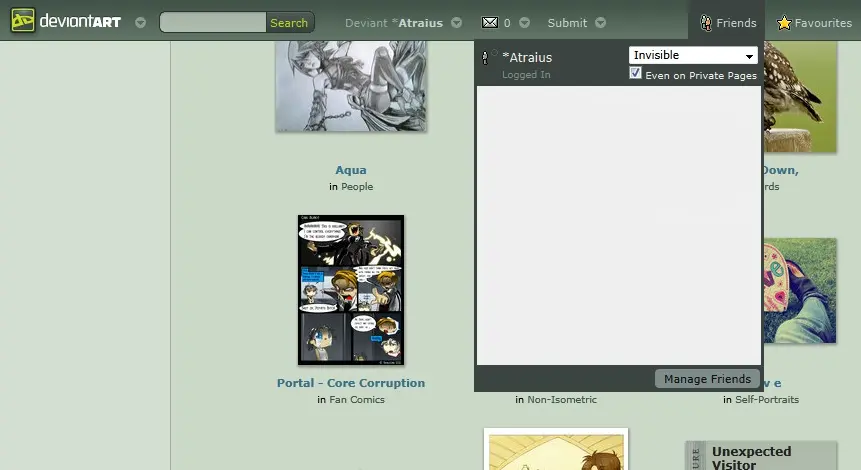 deviantART
Search
Deviant *Atraius
0
Submit
Friends
Favourites
*Atraius
Invisible
Logged In
Even on Private Pages
Manage Friends
Aqua
in People
Down,
rds
Portal - Core Corruption
in Fan Comics
in Non-Isometric
v e
in Self-Portraits
Unexpected
Visitor